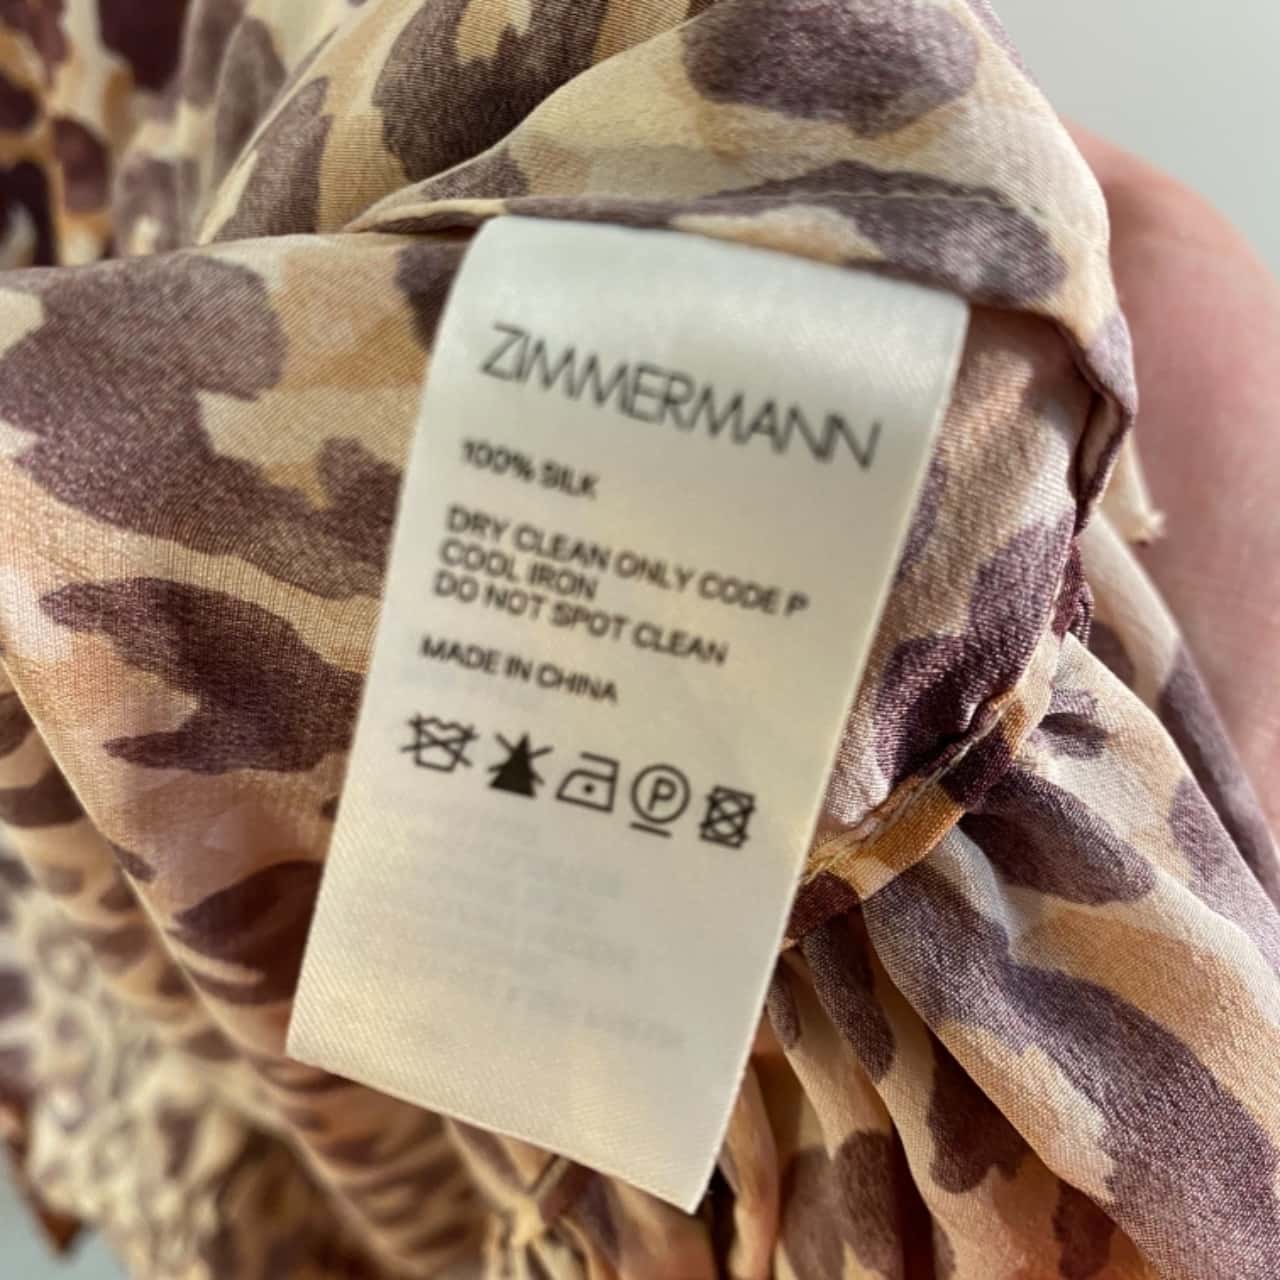 ZIMMERMANN
100% SILK
DRY CLEAN ONLY CODE P
COOL IRON
DO NOT SPOT CLEAN
MADE IN CHINA
P